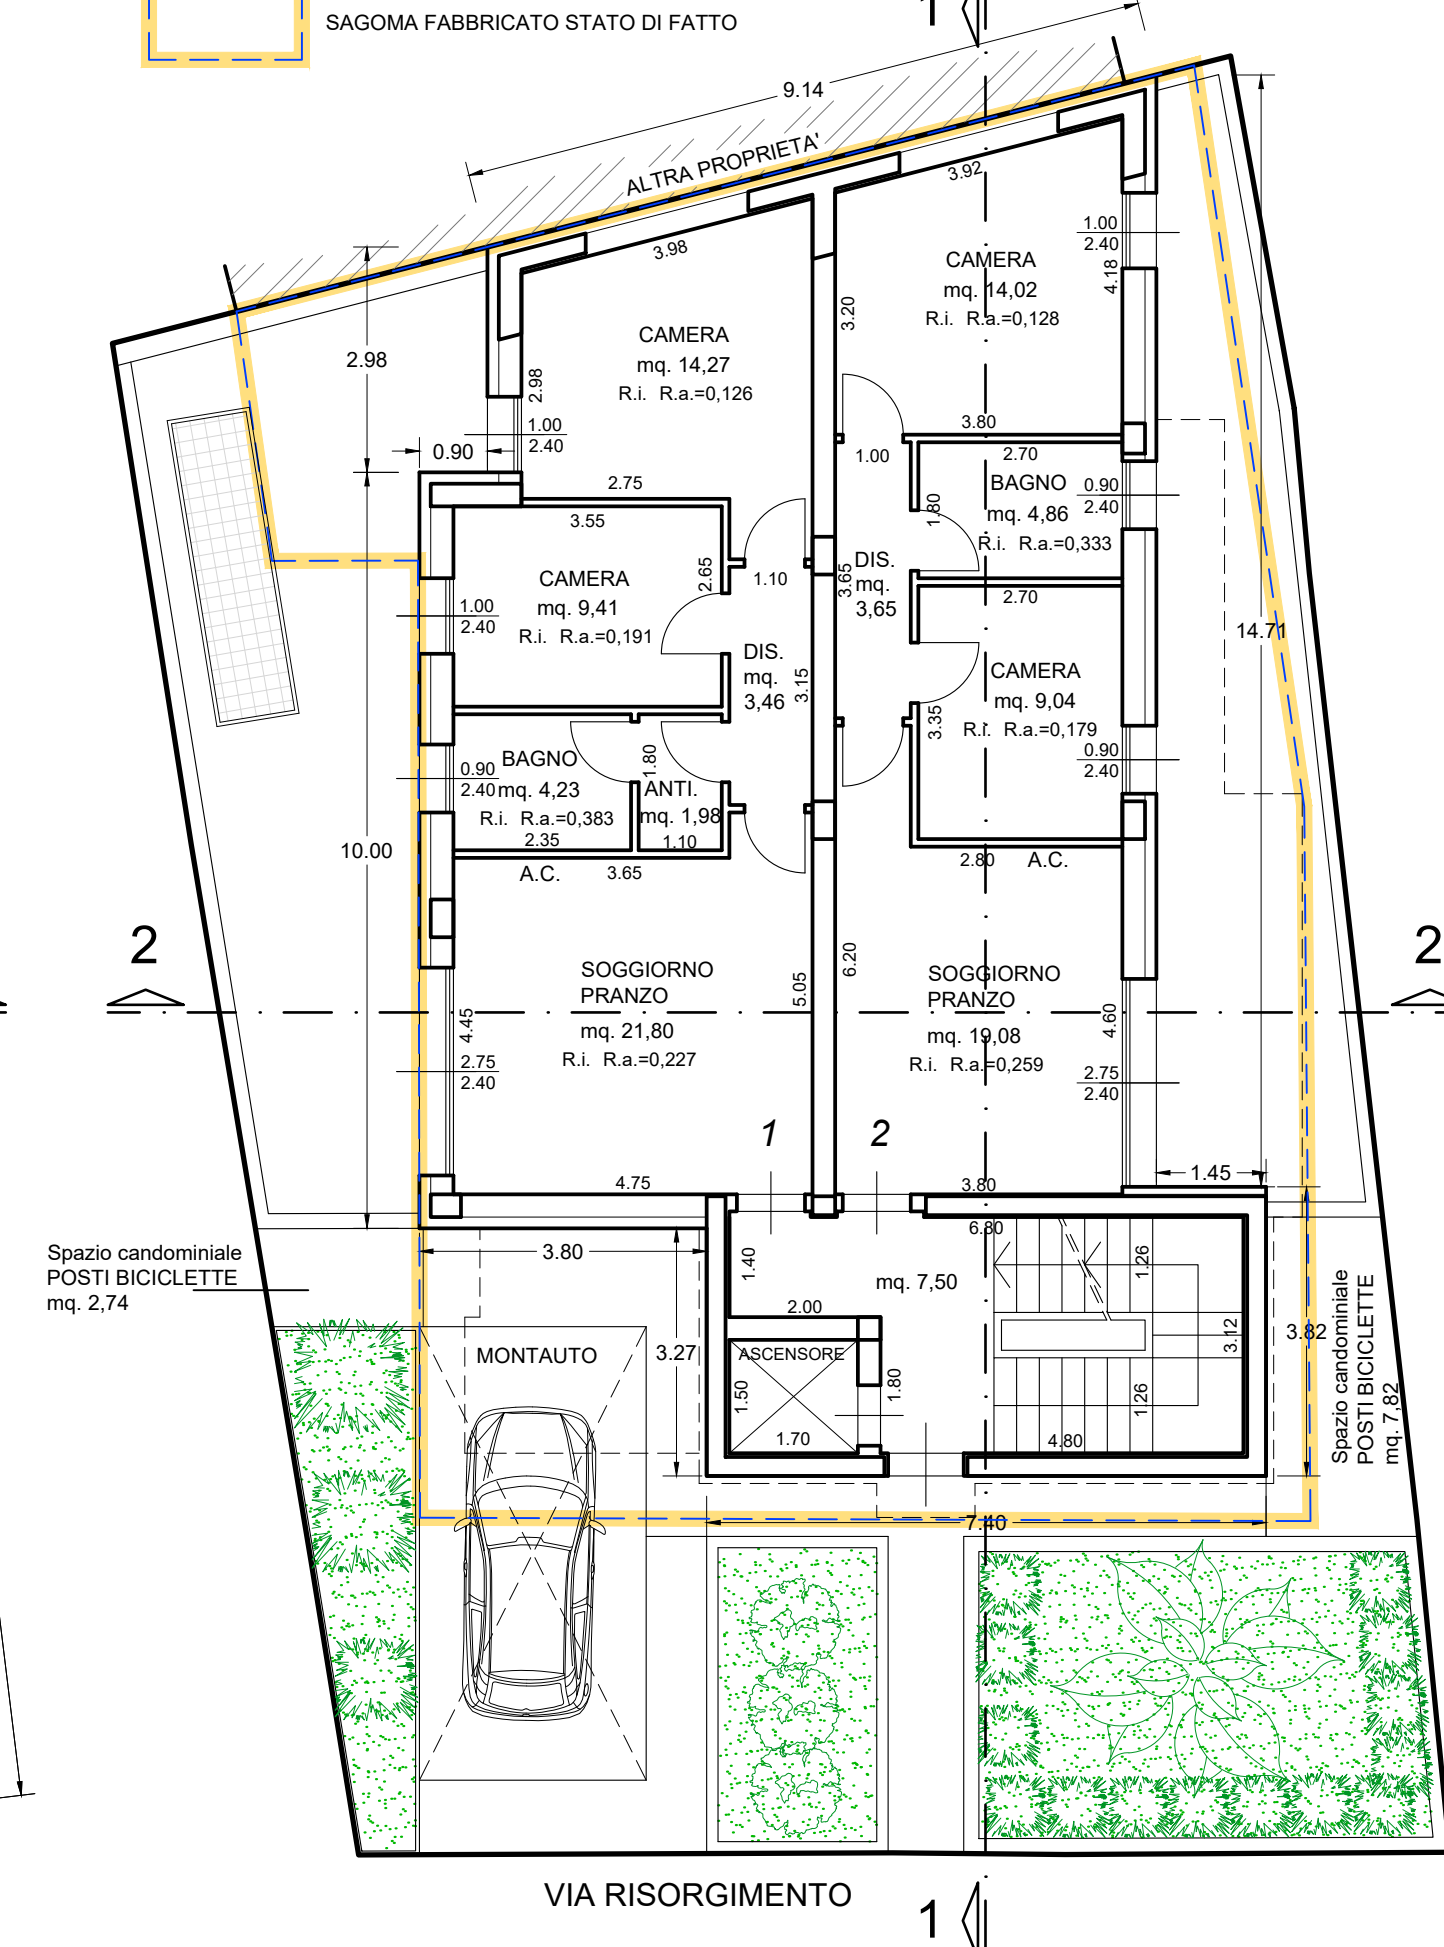 SAGOMA FABBRICATO STATO DI FATTO
1
9.14
ALTRA PROPRIETA'
3.98
3.92
2.98
CAMERA
mq. 14,27
R.i. R.a.=0,126
2.98
1.00
2.40
0.90
2.75
3.20
CAMERA
mq. 14,02
R.i. R.a.=0,128
1.00
2.40
4.18
3.80
1.00
2.70
BAGNO
mq. 4,86
R.i. R.a.=0,333
0.90
2.40
1.80
3.55
CAMERA
mq. 9,41
R.i. R.a.=0,191
2.65
1.10
1.00
2.40
DIS.
mq.
3,46
3.15
DIS.
mq.
3,65
3.65
2.70
CAMERA
mq. 9,04
R.i. R.a.=0,179
3.35
0.90
2.40
14.71
BAGNO
mq. 4,23
R.i. R.a.=0,383
2.35
0.90
2.40
1.80
ANTI.
mq. 1,98
1.10
10.00
A.C.
3.65
2.80
A.C.
2
2
SOGGIORNO
PRANZO
mq. 21,80
R.i. R.a.=0,227
4.45
2.75
2.40
5.05
6.20
SOGGIORNO
PRANZO
mq. 19,08
R.i. R.a.=0,259
4.60
2.75
2.40
1
2
4.75
3.80
1.45
6.80
Spazio candominiale
POSTI BICICLETTE
mq. 2,74
3.80
1.40
mq. 7,50
1.26
2.00
MONTAUTO
3.27
ASCENSORE
1.50
1.70
1.80
1.26
3.12
4.80
3.82
Spazio candominiale
POSTI BICICLETTE
mq. 7,82
7.40
VIA RISORGIMENTO
1